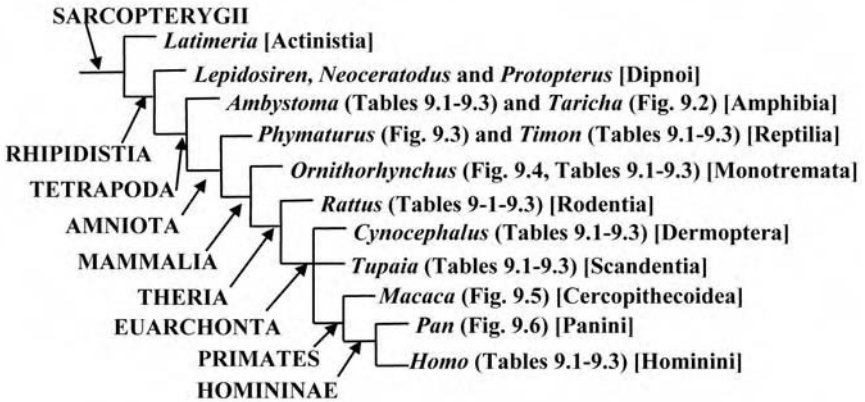 SARCOPTERYGII
Latimeria [Actinistia]
Lepidosiren, Neoceratodus and Protopterus [Dipnoi]
Ambystoma (Tables 9.1-9.3) and Taricha (Fig. 9.2) [Amphibia]
Phymaturus (Fig. 9.3) and Timon (Tables 9.1-9.3) [Reptilia]
RHIPIDISTIA
Ornithorhynchus (Fig. 9.4, Tables 9.1-9.3) [Monotremata]
TETRAPODA
Rattus (Tables 9-1-9.3) [Rodentia]
AMNIOTA
Cynocephalus (Tables 9.1-9.3) [Dermoptera]
MAMMALIA
Tupaia (Tables 9.1-9.3) [Scandentia]
THERIA
Macaca (Fig. 9.5) [Cercopithecoidea]
EUARCHONTA
Pan (Fig. 9.6) [Panini]
PRIMATES
Homo (Tables 9.1-9.3) [Hominini]
HOMININAE